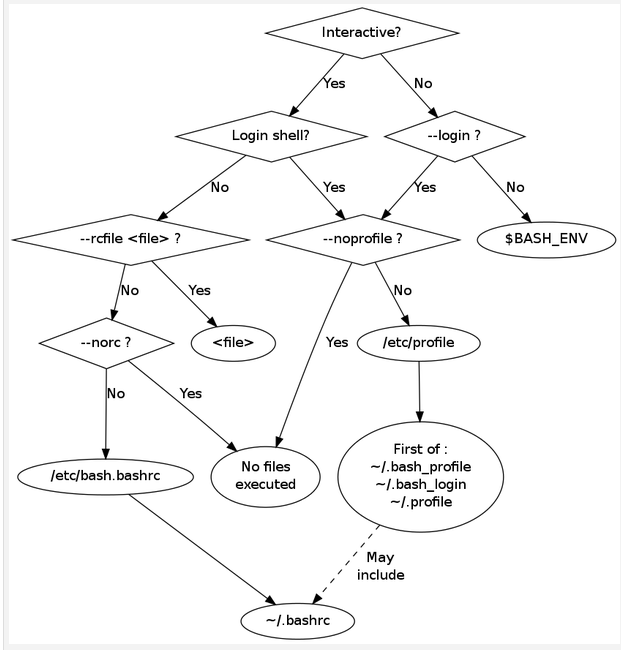 Interactive?
Yes
No
Login shell?
--login ?
No
Yes
Yes
No
--rcfile <file> ?
--noprofile ?
$BASH_ENV
No
Yes
No
--norc ?
<file>
Yes
/etc/profile
No
Yes
First of :
~/.bash_profile
~/.bash_login
~/.profile
/etc/bash.bashrc
No files
executed
May
include
~/.bashrc